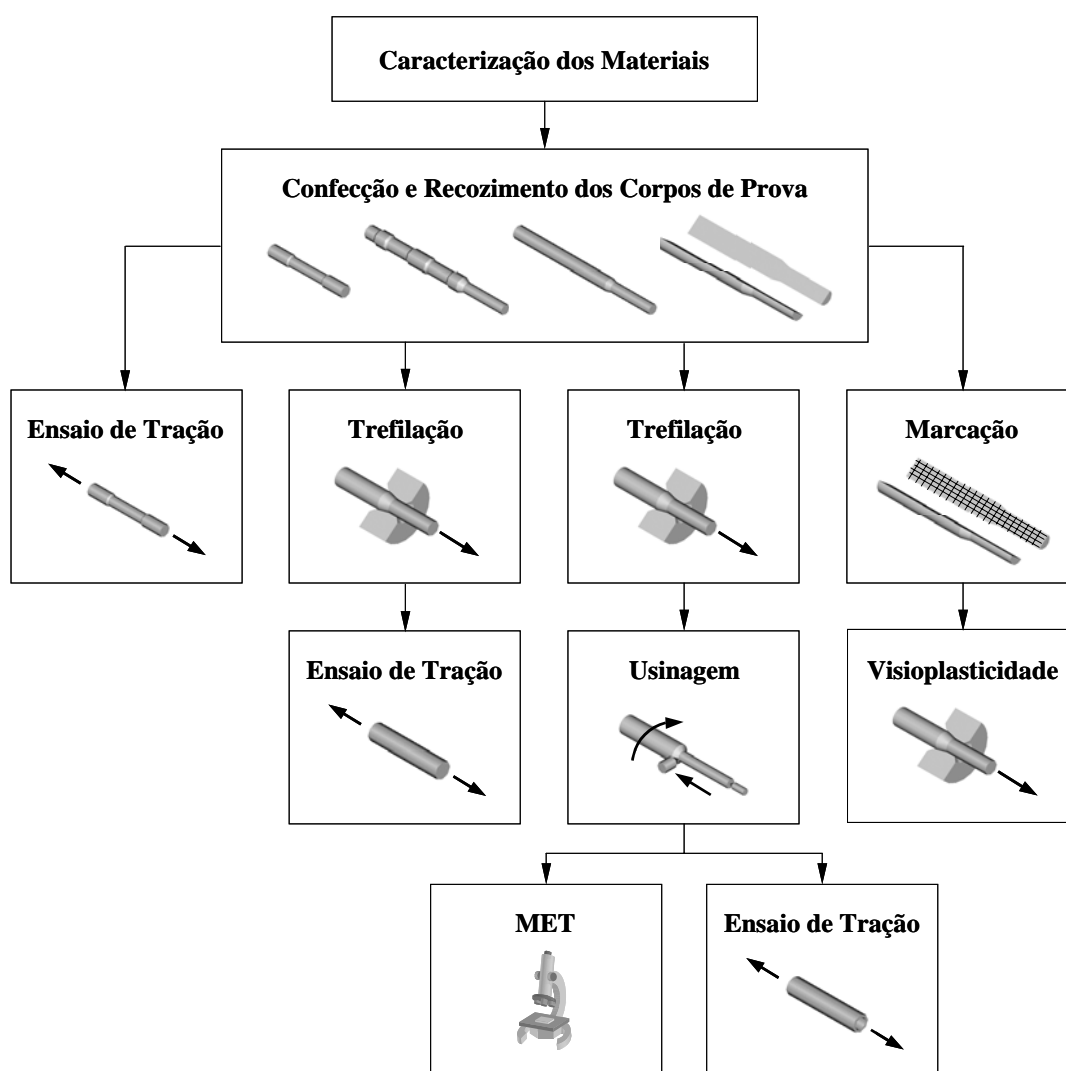 Caracterização dos Materiais
Confecção e Recozimento dos Corpos de Prova
Ensaio de Tração
Trefilação
Trefilação
Marcação
Ensaio de Tração
Usinagem
Visioplasticidade
MET
Ensaio de Tração